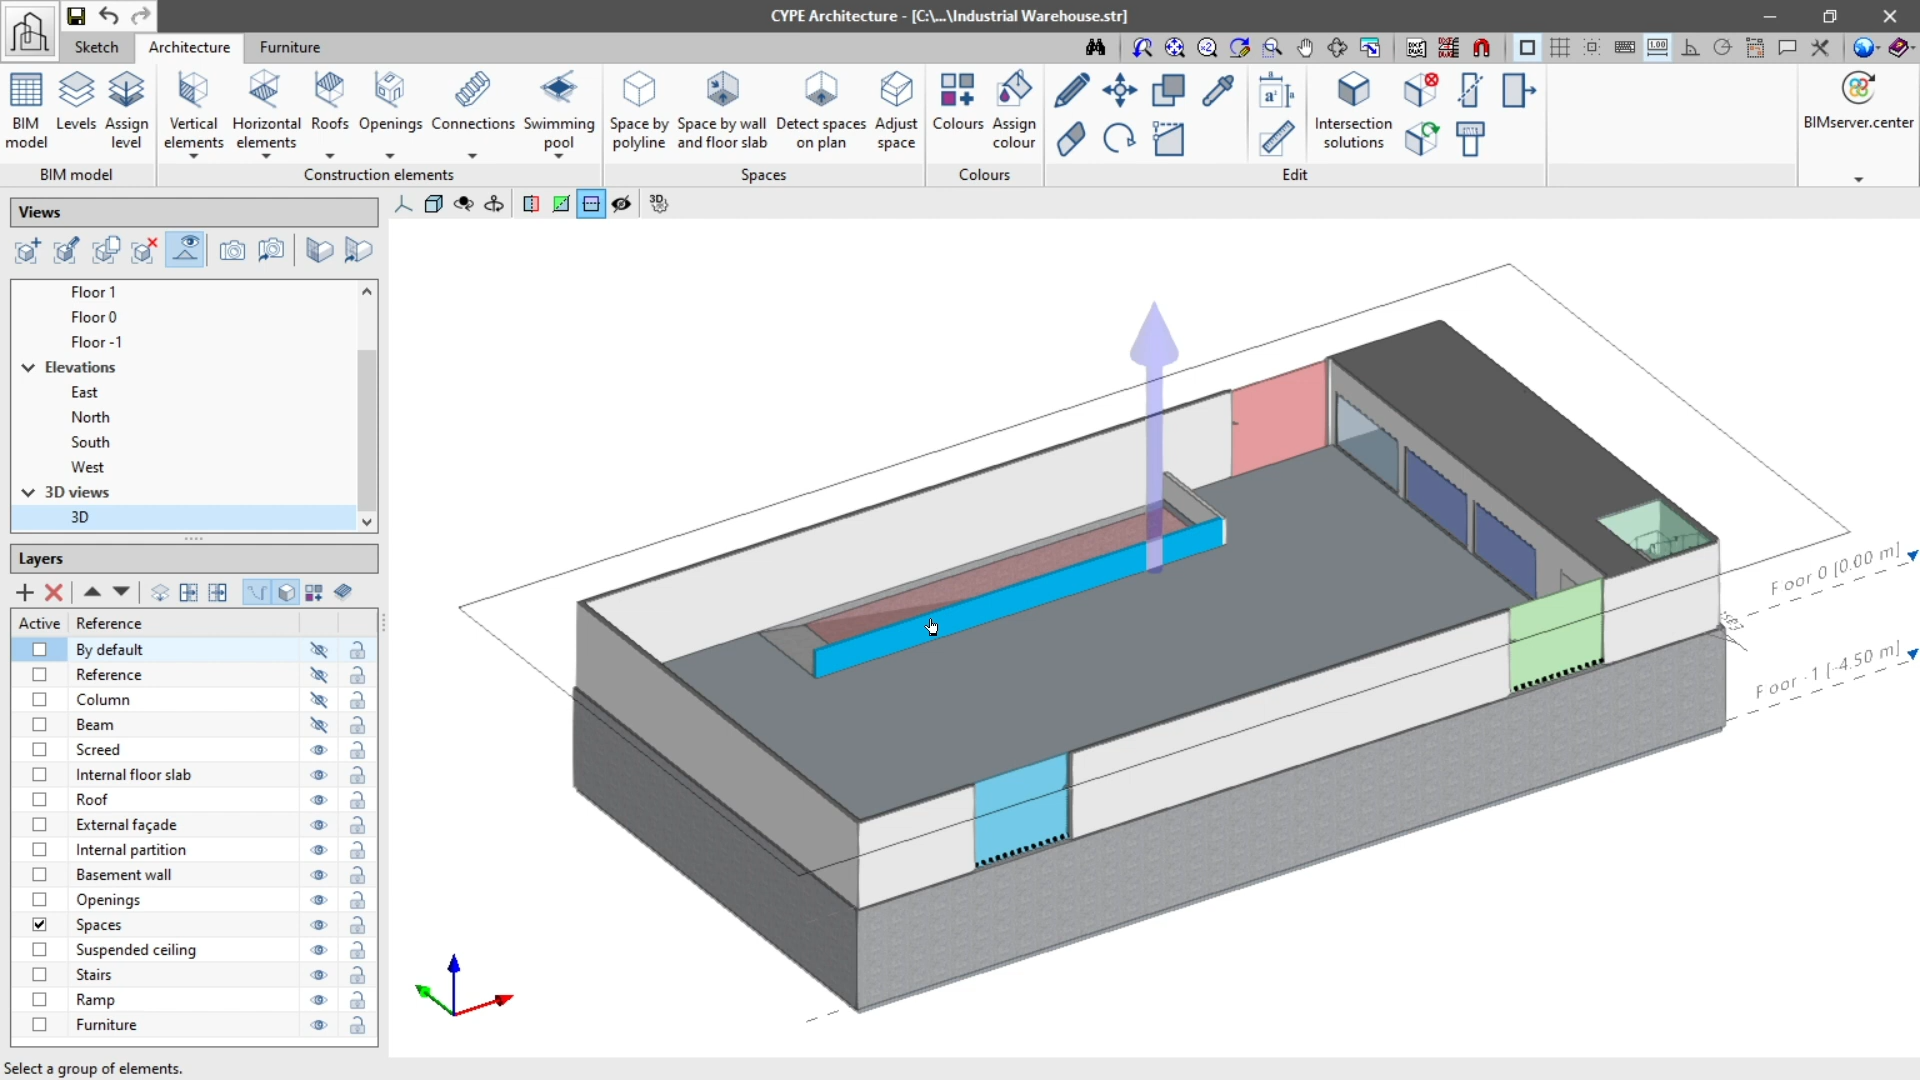 CYPE Architecture - [C:\...\Industrial Warehouse.str]
Sketch Architecture Furniture
BIM model
Levels
Assign level
Vertical elements
Horizontal elements
Roofs
Openings
Connections
Swimming pool
Space by polyline
Space by wall and floor slab
Detect spaces on plan
Adjust space
Colours
Assign colour
Intersection solutions
BIMserver.center
BIM model
Construction elements
Spaces
Colours
Edit
Views
Floor 1
Floor 0
Floor -1
Elevations
East
North
South
West
3D views
3D
Layers
Active Reference
By default
Reference
Column
Beam
Screed
Internal floor slab
Roof
External façade
Internal partition
Basement wall
Openings
Spaces
Suspended ceiling
Stairs
Ramp
Furniture
F oor 0 [0.00 m]
F oor -1 [-4.50 m]
Select a group of elements.